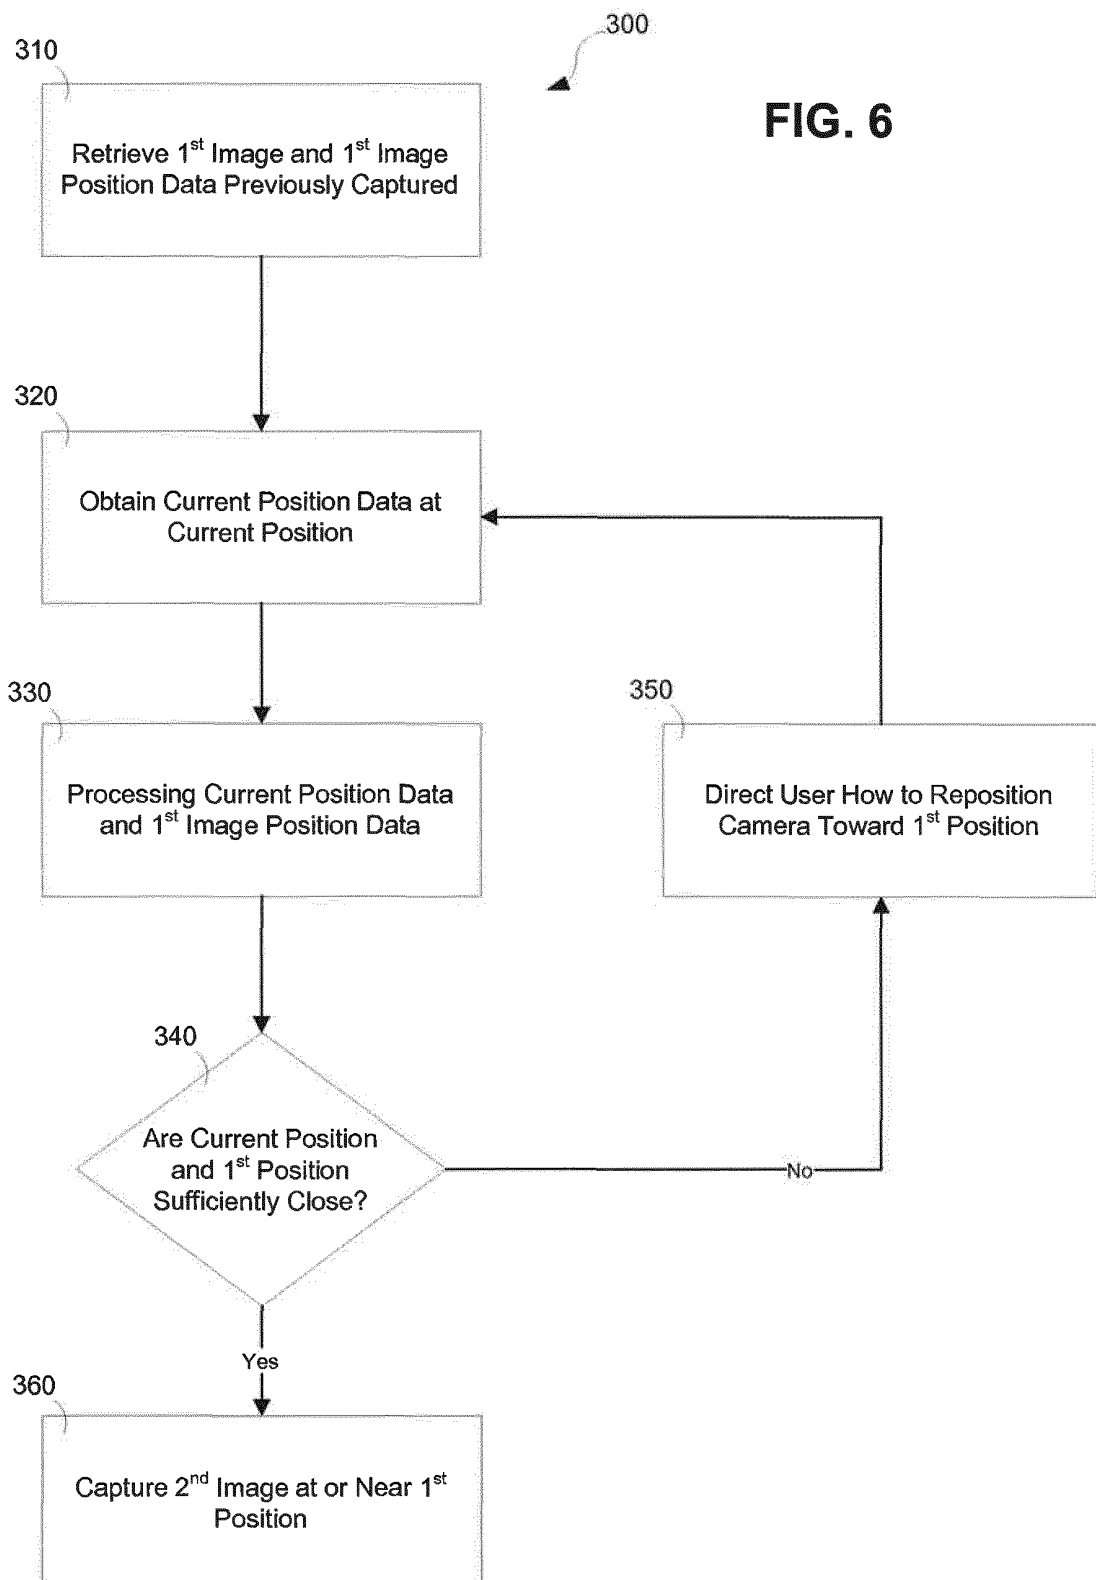 300
310
FIG. 6
Retrieve 1st Image and 1st Image
Position Data Previously Captured
320
Obtain Current Position Data at
Current Position
330
Processing Current Position Data
and 1st Image Position Data
350
Direct User How to Reposition
Camera Toward 1st Position
340
Are Current Position
and 1st Position
Sufficiently Close?
No
Yes
360
Capture 2nd Image at or Near 1st
Position